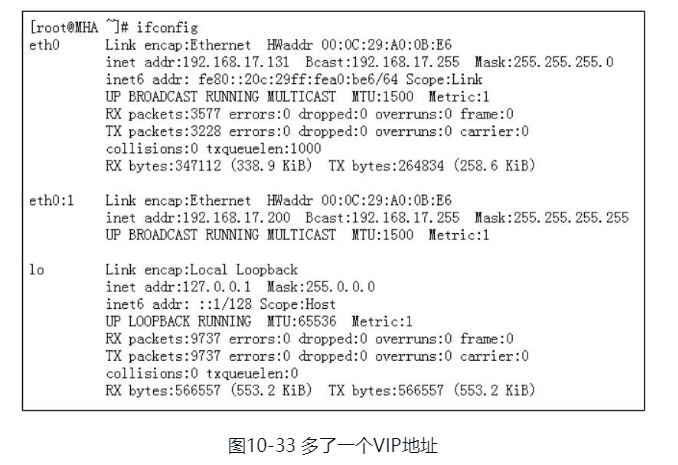 [root@MHA ~]# ifconfig
eth0      Link encap:Ethernet  HWaddr 00:0C:29:A0:0B:E6
          inet addr:192.168.17.131  Bcast:192.168.17.255  Mask:255.255.255.0
          inet6 addr: fe80::20c:29ff:fea0:be6/64 Scope:Link
          UP BROADCAST RUNNING MULTICAST  MTU:1500  Metric:1
          RX packets:3577 errors:0 dropped:0 overruns:0 frame:0
          TX packets:3228 errors:0 dropped:0 overruns:0 carrier:0
          collisions:0 txqueuelen:1000
          RX bytes:347112 (338.9 KiB)  TX bytes:264834 (258.6 KiB)
eth0:1    Link encap:Ethernet  HWaddr 00:0C:29:A0:0B:E6
          inet addr:192.168.17.200  Bcast:192.168.17.255  Mask:255.255.255.255
          UP BROADCAST RUNNING MULTICAST  MTU:1500  Metric:1
lo        Link encap:Local Loopback
          inet addr:127.0.0.1  Mask:255.0.0.0
          inet6 addr: ::1/128 Scope:Host
          UP LOOPBACK RUNNING  MTU:65536  Metric:1
          RX packets:9737 errors:0 dropped:0 overruns:0 frame:0
          TX packets:9737 errors:0 dropped:0 overruns:0 carrier:0
          collisions:0 txqueuelen:0
          RX bytes:566557 (553.2 KiB)  TX bytes:566557 (553.2 KiB)
图10-33 多了一个VIP地址